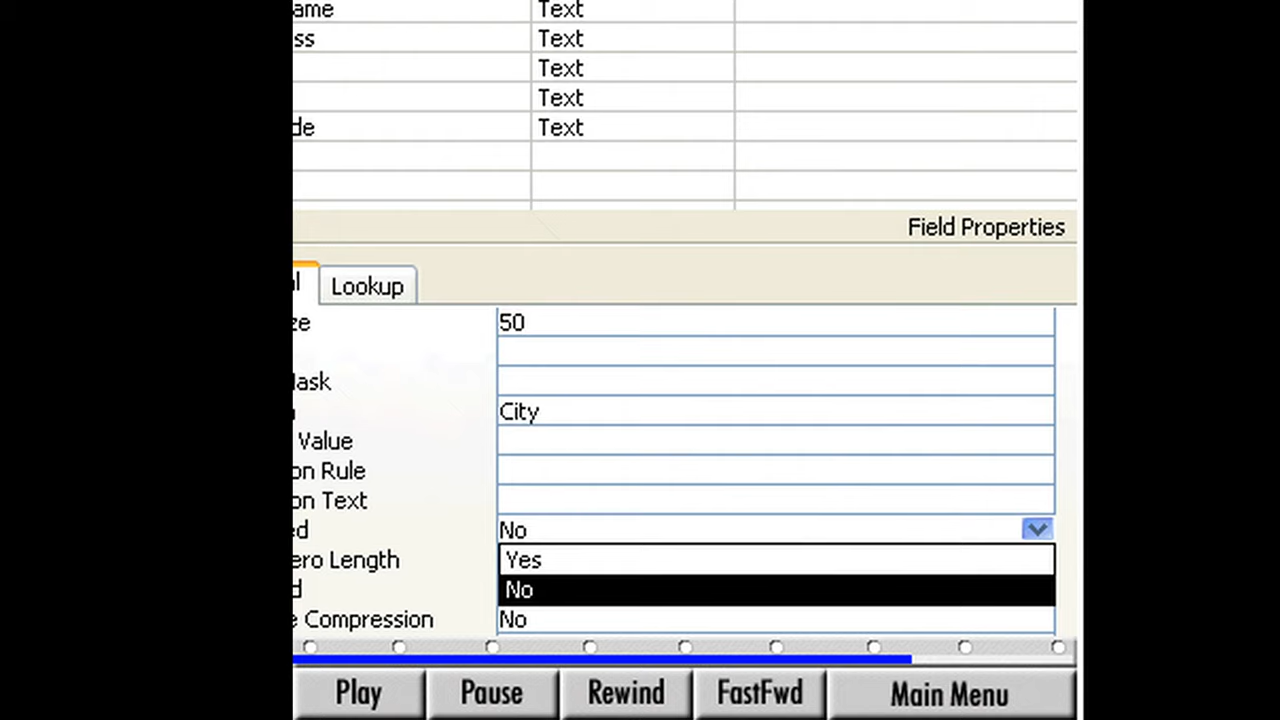 ame Text
ss Text
Text
Text
de Text
Field Properties
l Lookup
ze 50
Mask
City
Value
on Rule
on Text
ed No
ero Length Yes
d No
e Compression No
Play Pause Rewind FastFwd Main Menu